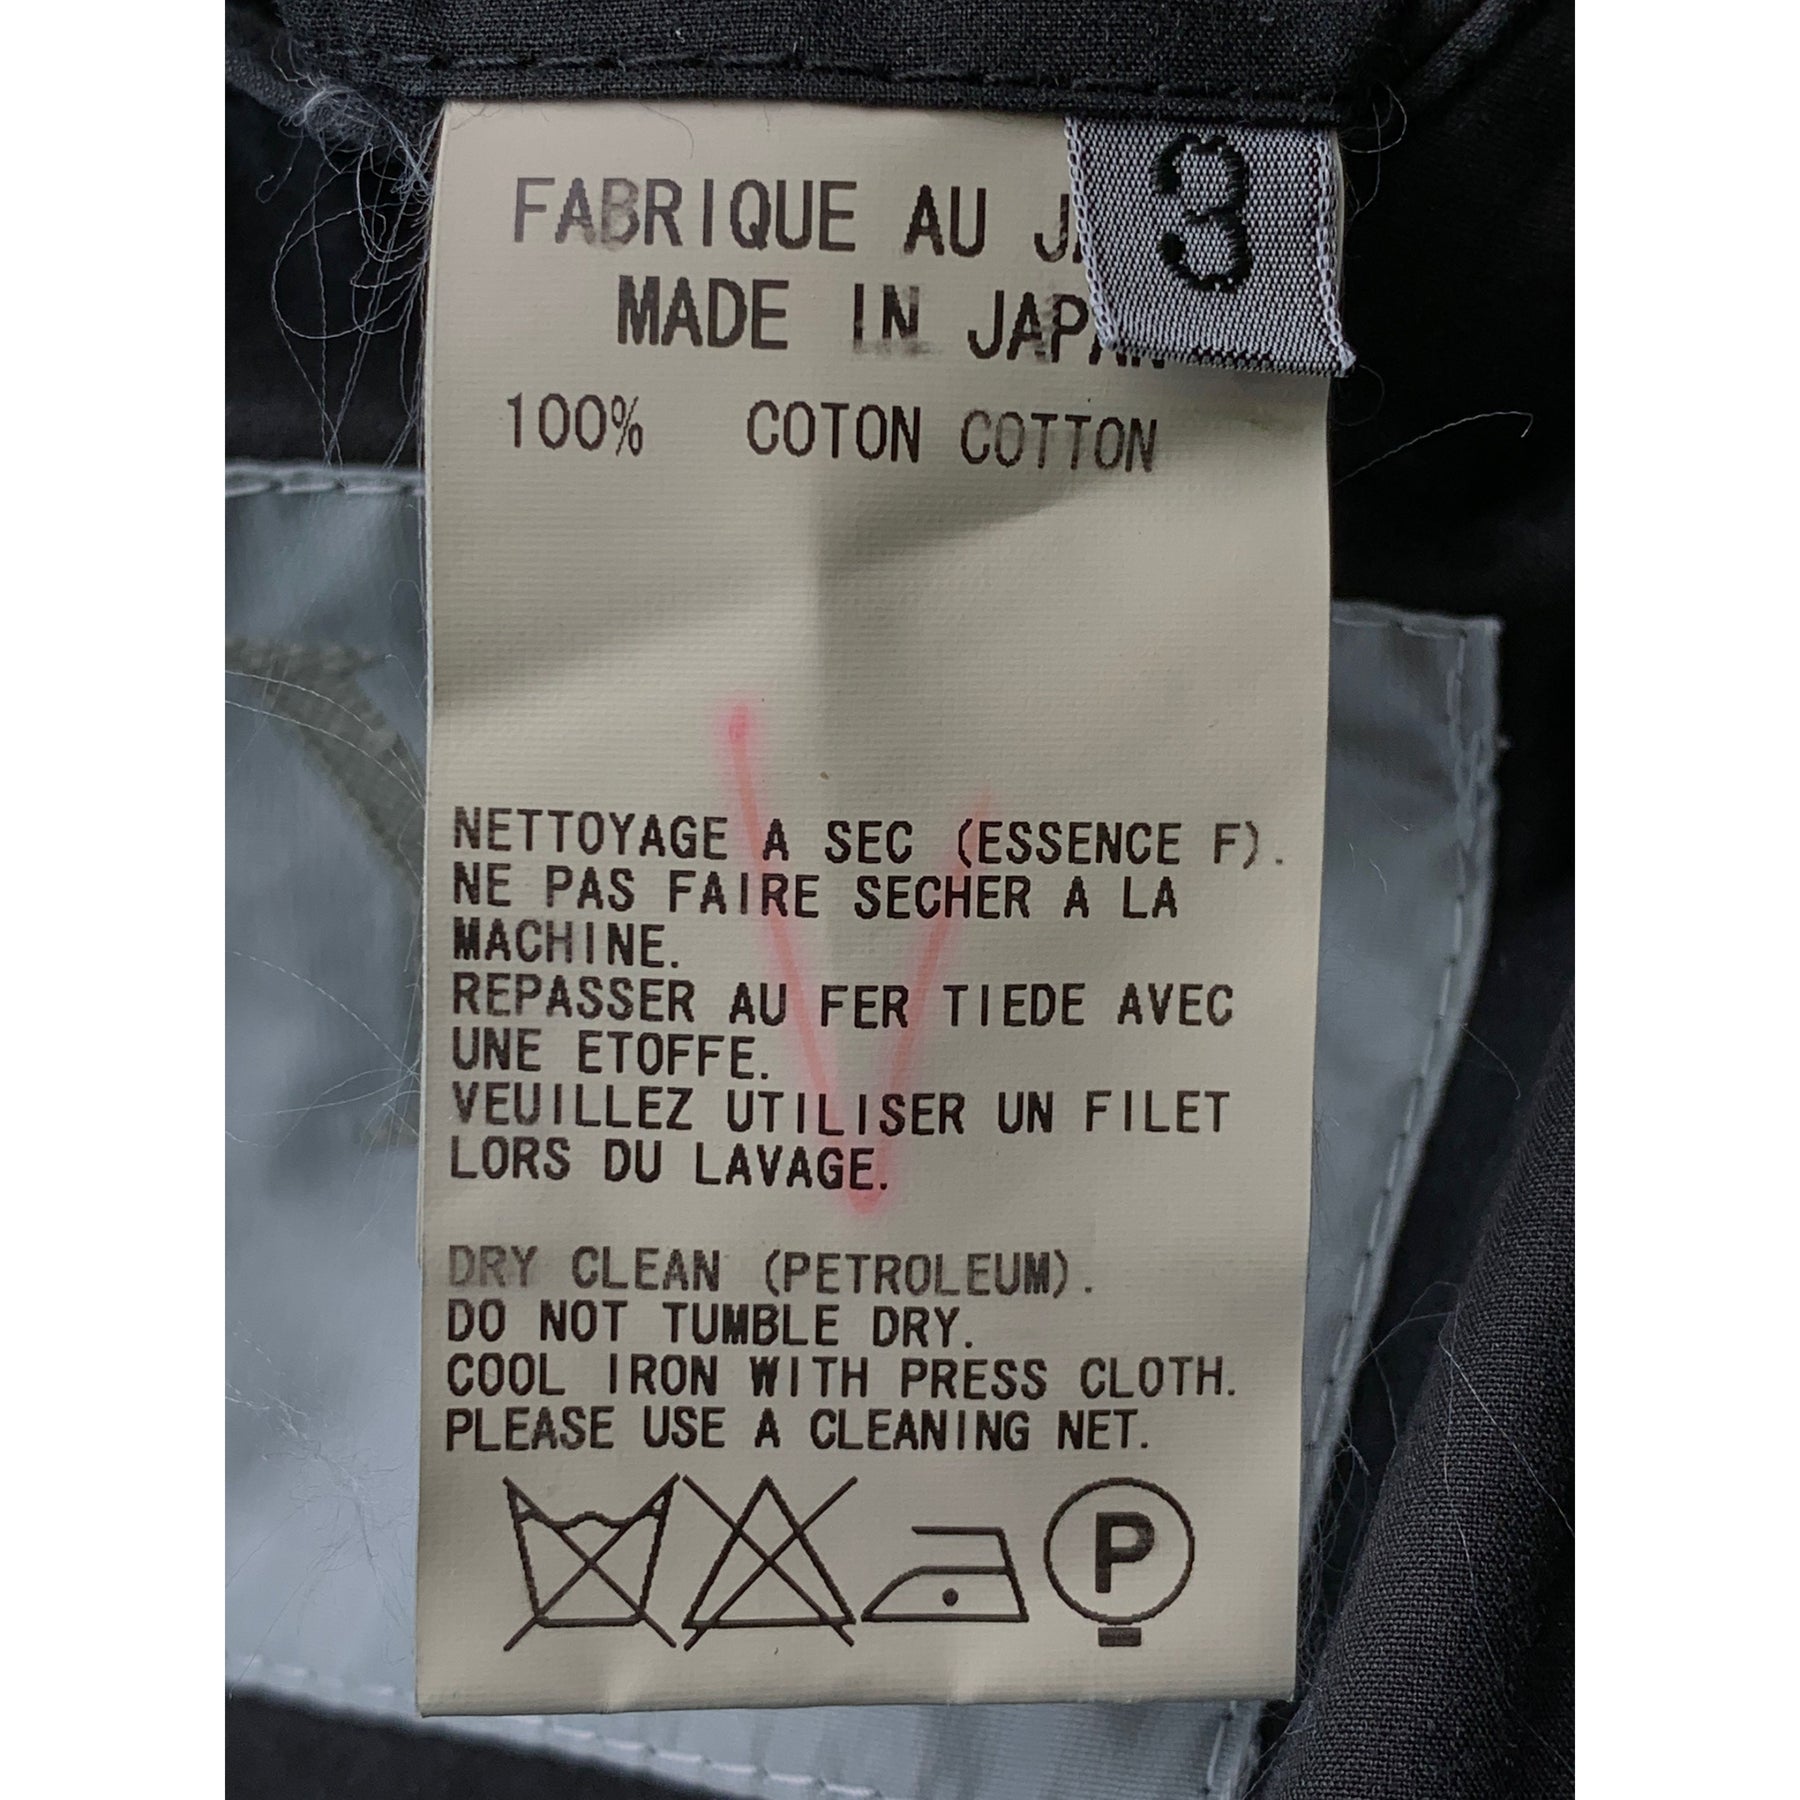 FABRIQUE AU
3
MADE IN JAPAN
100% COTON COTTON
NETTOYAGE A SEC (ESSENCE F).
NE PAS FAIRE SECHER A LA
MACHINE.
REPASSER AU FER TIEDE AVEC
UNE ETOFFE.
VEUILLEZ UTILISER UN FILET
LORS DU LAVAGE.
DRY CLEAN (PETROLEUM).
DO NOT TUMBLE DRY.
COOL IRON WITH PRESS CLOTH.
PLEASE USE A CLEANING NET.
P